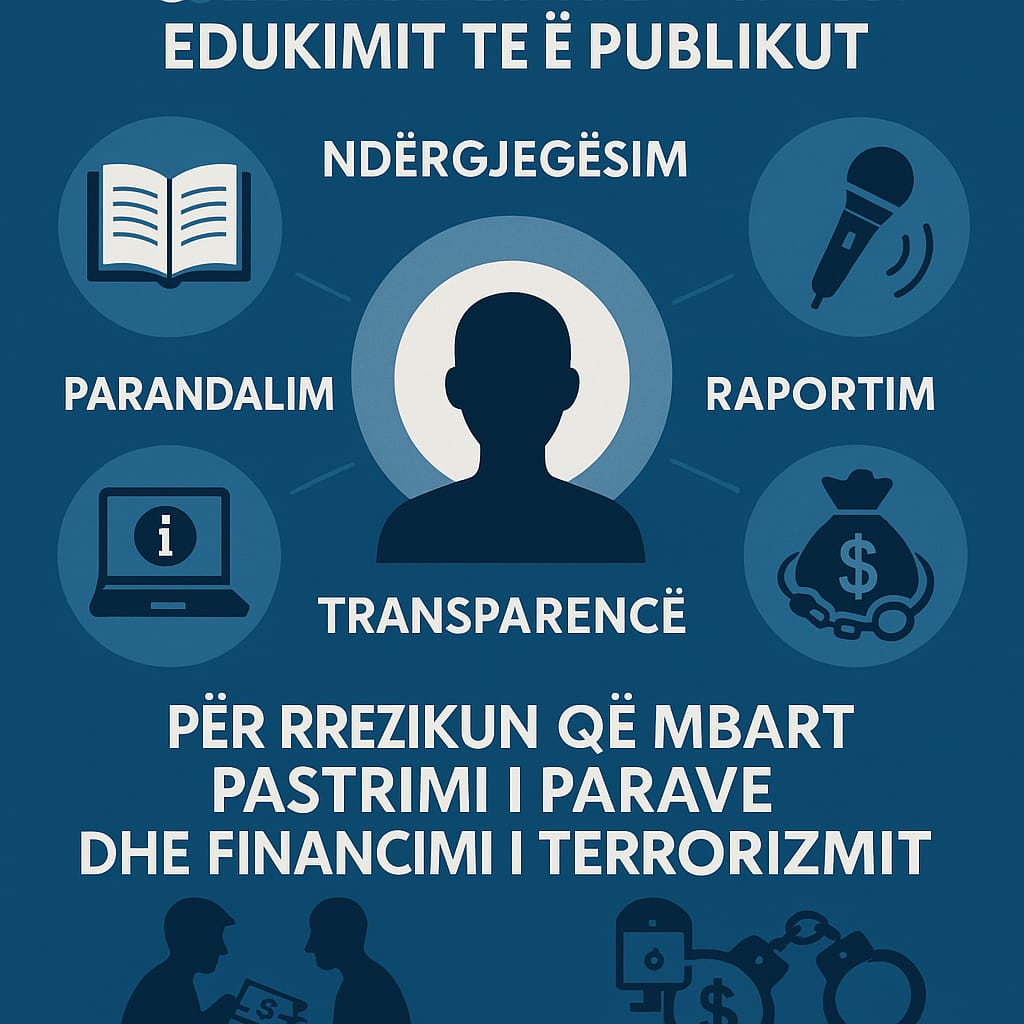 EDUKIMIT TE Ë PUBLIKUT
NDËRGJEGËSIM
PARANDALIM
RAPORTIM
i
$
TRANSPARENCË
PËR RREZIKUN QË MBART
PASTRIMI I PARAVE
DHE FINANCIMI I TERRORIZMIT
$
$